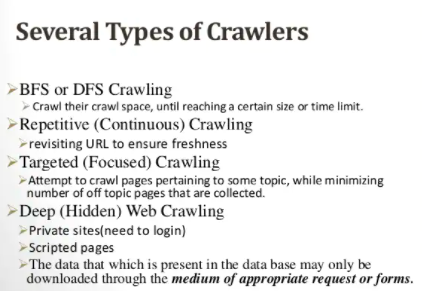 Several Types of Crawlers
➢BFS or DFS Crawling
➢Crawl their crawl space, until reaching a certain size or time limit.
➢Repetitive (Continuous) Crawling
➢revisiting URL to ensure freshness
➢Targeted (Focused) Crawling
➢Attempt to crawl pages pertaining to some topic, while minimizing
number of off topic pages that are collected.
➢Deep (Hidden) Web Crawling
➢Private sites(need to login)
➢Scripted pages
➢The data that which is present in the data base may only be
downloaded through the medium of appropriate request or forms.